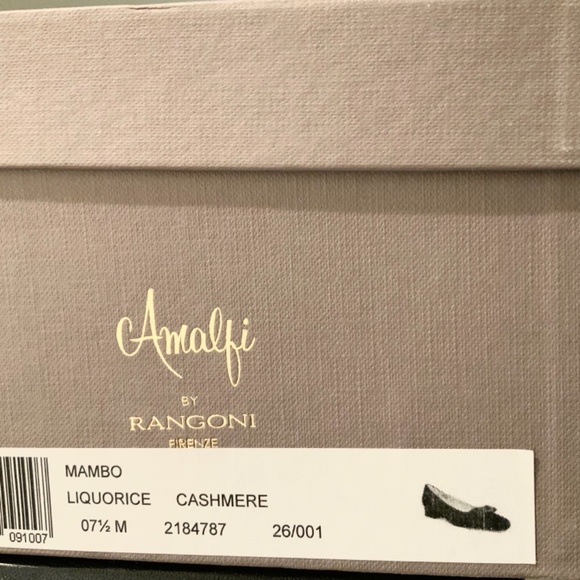 Amalfi
BY
RANGONI
FIRENZE
MAMBO
LIQUORICE CASHMERE
07½ M 2184787 26/001
091007